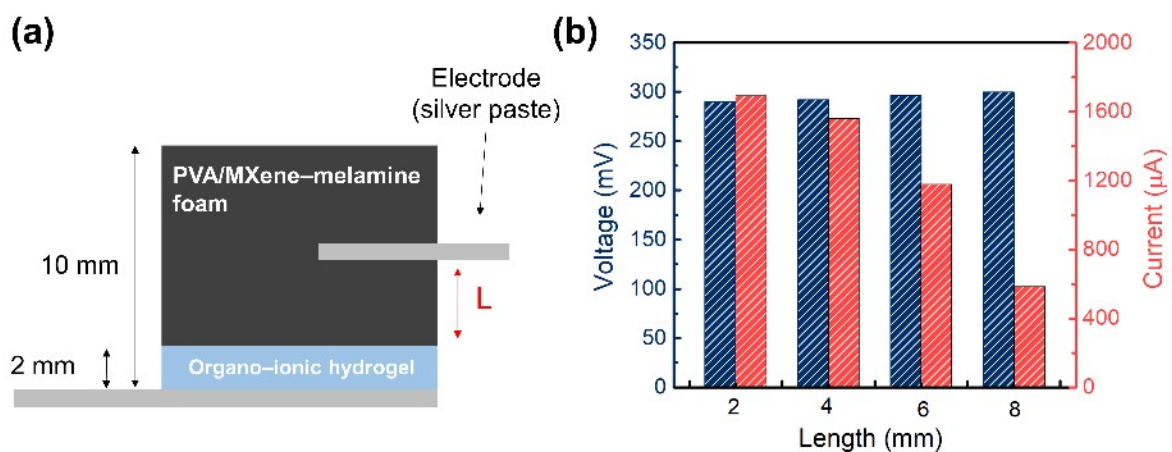 (a)
Electrode
(silver paste)
PVA/MXene–melamine
foam
10 mm
L
2 mm
Organo–ionic hydrogel
(b)
350
300
250
200
150
100
50
0
Voltage (mV)
2000
1600
1200
800
400
0
Current (μA)
2 4 6 8
Length (mm)